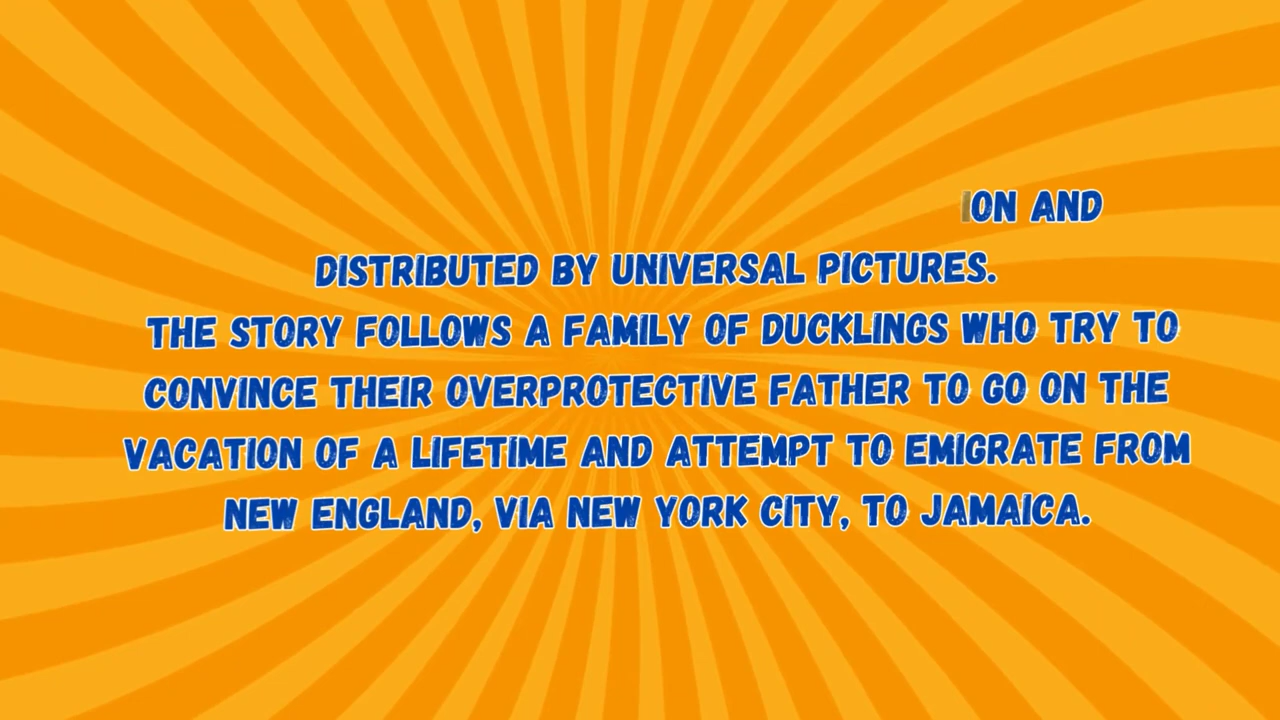 ION AND
DISTRIBUTED BY UNIVERSAL PICTURES.
THE STORY FOLLOWS A FAMILY OF DUCKLINGS WHO TRY TO
CONVINCE THEIR OVERPROTECTIVE FATHER TO GO ON THE
VACATION OF A LIFETIME AND ATTEMPT TO EMIGRATE FROM
NEW ENGLAND, VIA NEW YORK CITY, TO JAMAICA.